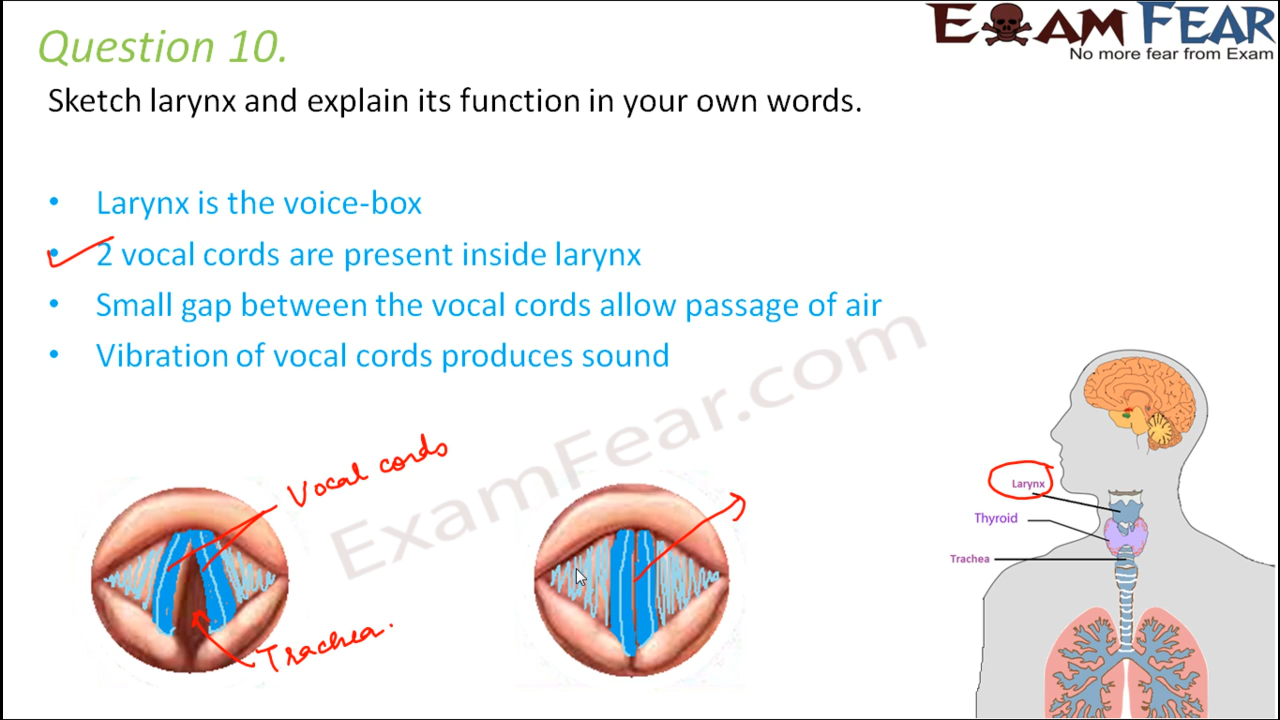 Question 10.
EXAM FEAR
No more fear from Exam
Sketch larynx and explain its function in your own words.
• Larynx is the voice-box
• 2 vocal cords are present inside larynx
• Small gap between the vocal cords allow passage of air
• Vibration of vocal cords produces sound
ExamFear.com
Vocal cords
Trachea.
Larynx
Thyroid
Trachea